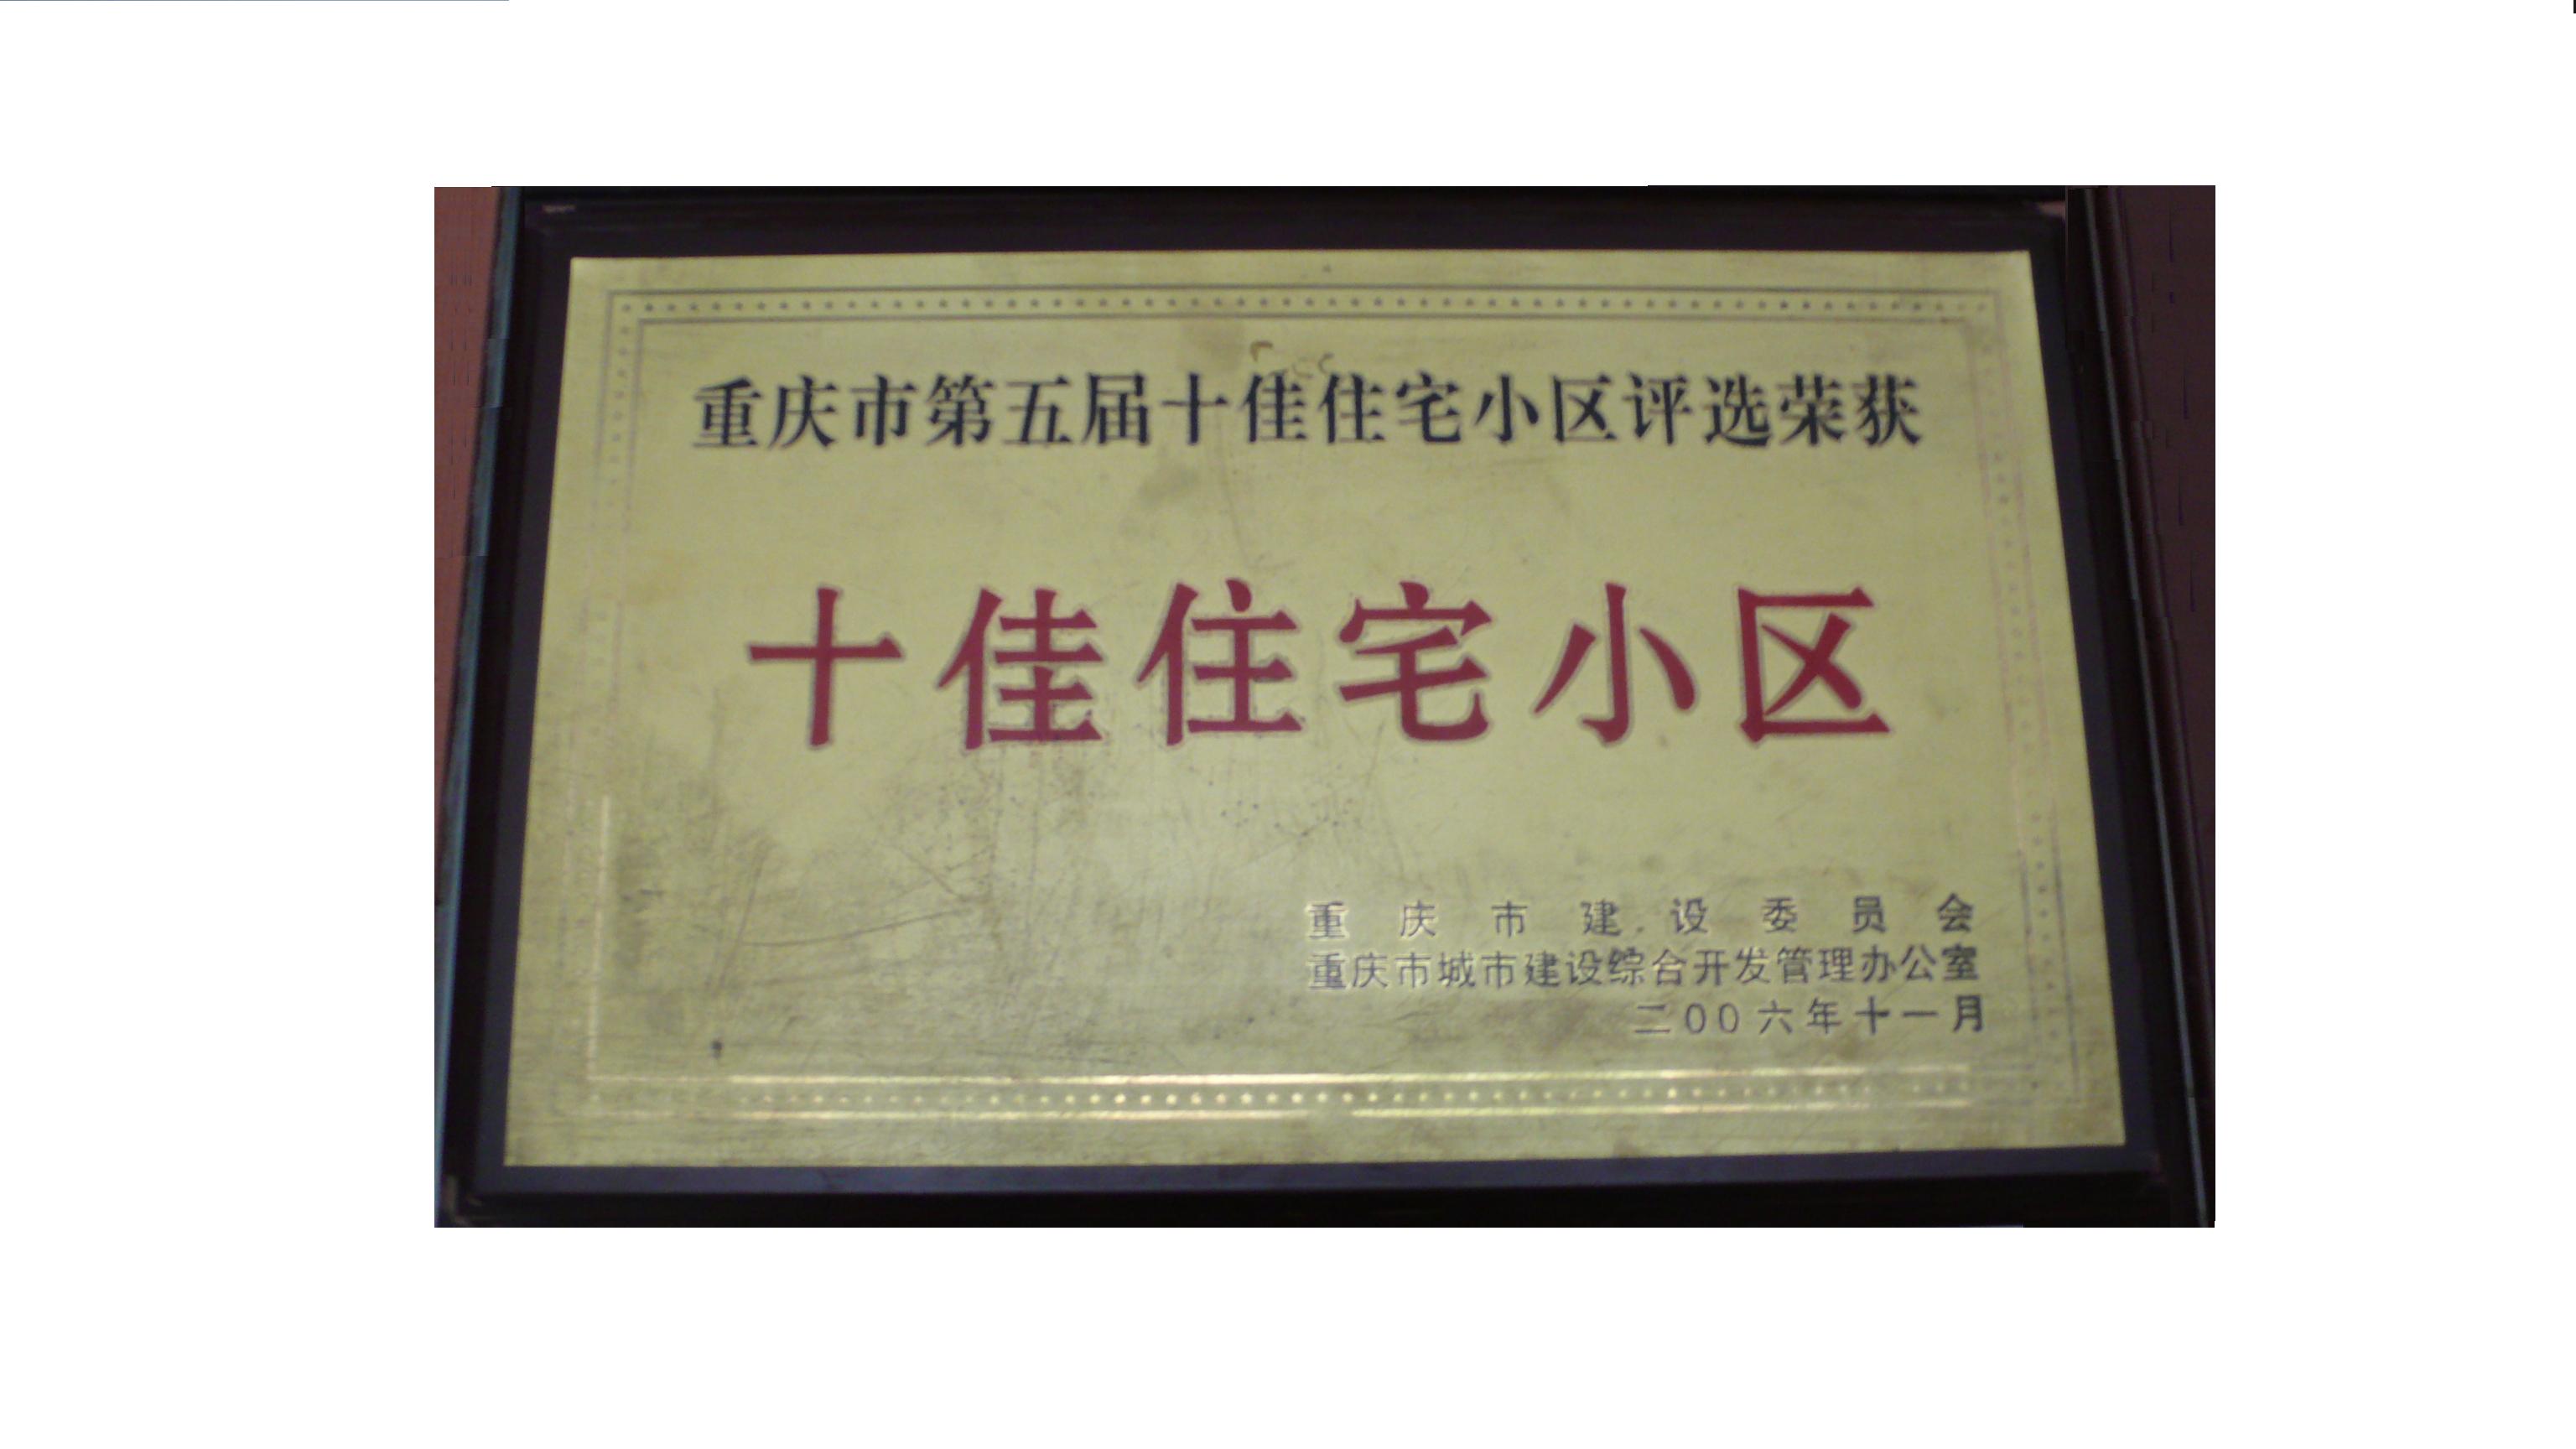 重庆市第五届十佳住宅小区评选荣获
十佳住宅小区
重庆市建设委员会
重庆市城市建设综合开发管理办公室
二00六年十一月